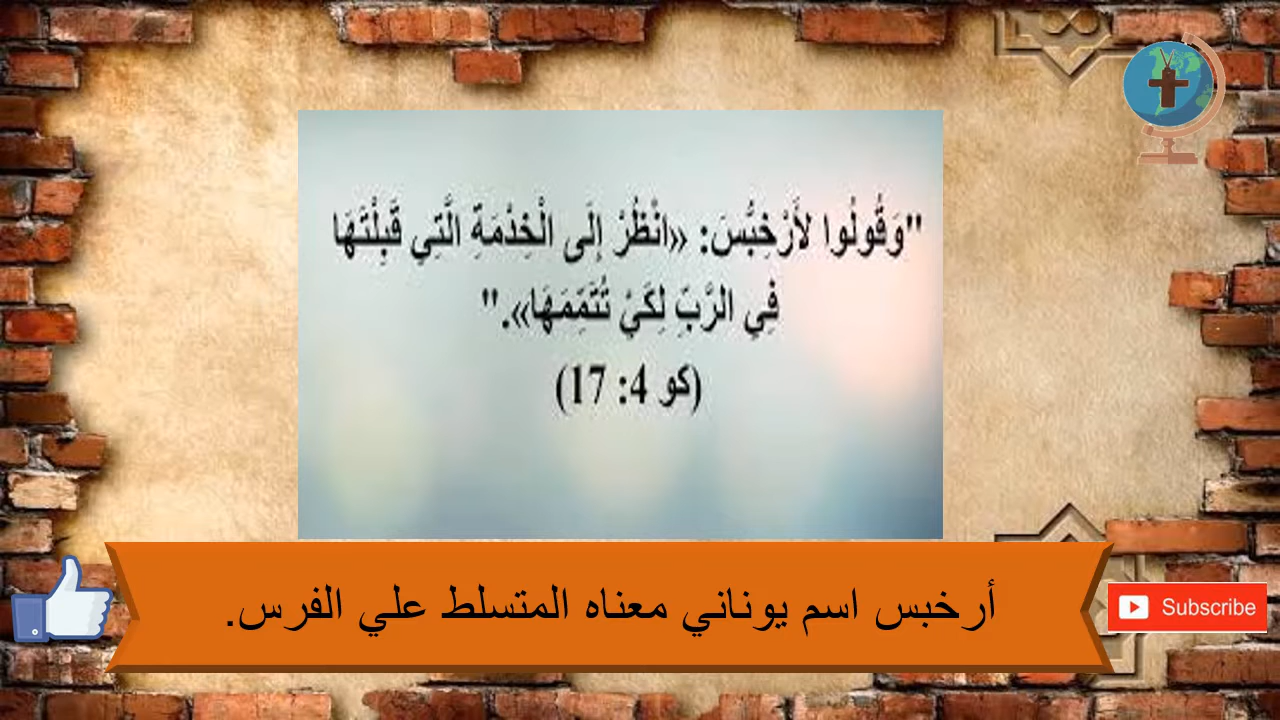 "وَقُولُوا لأَرْخِبُّسَ: «انْظُرْ إِلَى الْخِدْمَةِ الَّتِي قَبِلْتَهَا
فِي الرَّبِّ لِكَيْ تُتَمِّمَهَا»."
(كو 4: 17)
أرخبس اسم يوناني معناه المتسلط علي الفرس.
Subscribe